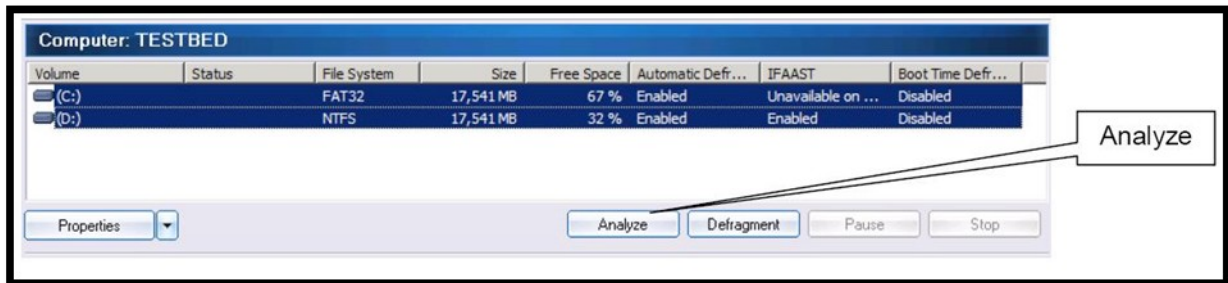 Computer: TESTBED
Volume Status File System Size Free Space Automatic Defr... IFAAST Boot Time Defr...
(C:) FAT32 17,541 MB 67 % Enabled Unavailable on ... Disabled
(D:) NTFS 17,541 MB 32 % Enabled Enabled Disabled
Analyze
Properties Analyze Defragment Pause Stop